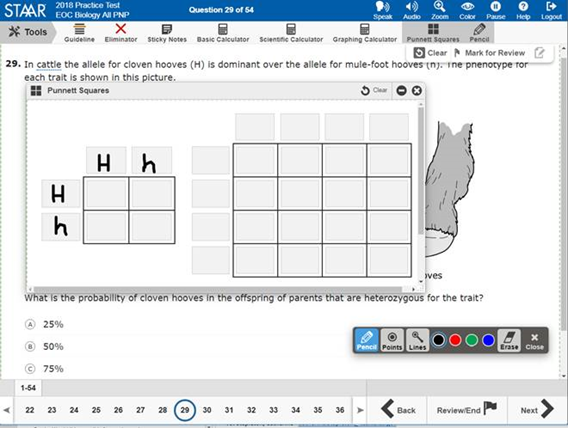 STAAR 2018 Practice Test
EOC Biology All PNP
Question 29 of 54
Speak Audio Zoom Color Pause Help Logout
Tools Guideline Eliminator Sticky Notes Basic Calculator Scientific Calculator Graphing Calculator Punnett Squares Pencil
Clear Mark for Review
29. In cattle the allele for cloven hooves (H) is dominant over the allele for mule-foot hooves (h). The phenotype for
each trait is shown in this picture.
Punnett Squares Clear
H h
H
h
What is the probability of cloven hooves in the offspring of parents that are heterozygous for the trait?
A 25%
B 50%
C 75%
Pencil Points Lines Erase Close
1-54
22 23 24 25 26 27 28 29 30 31 32 33 34 35 36 Back Review/End Next